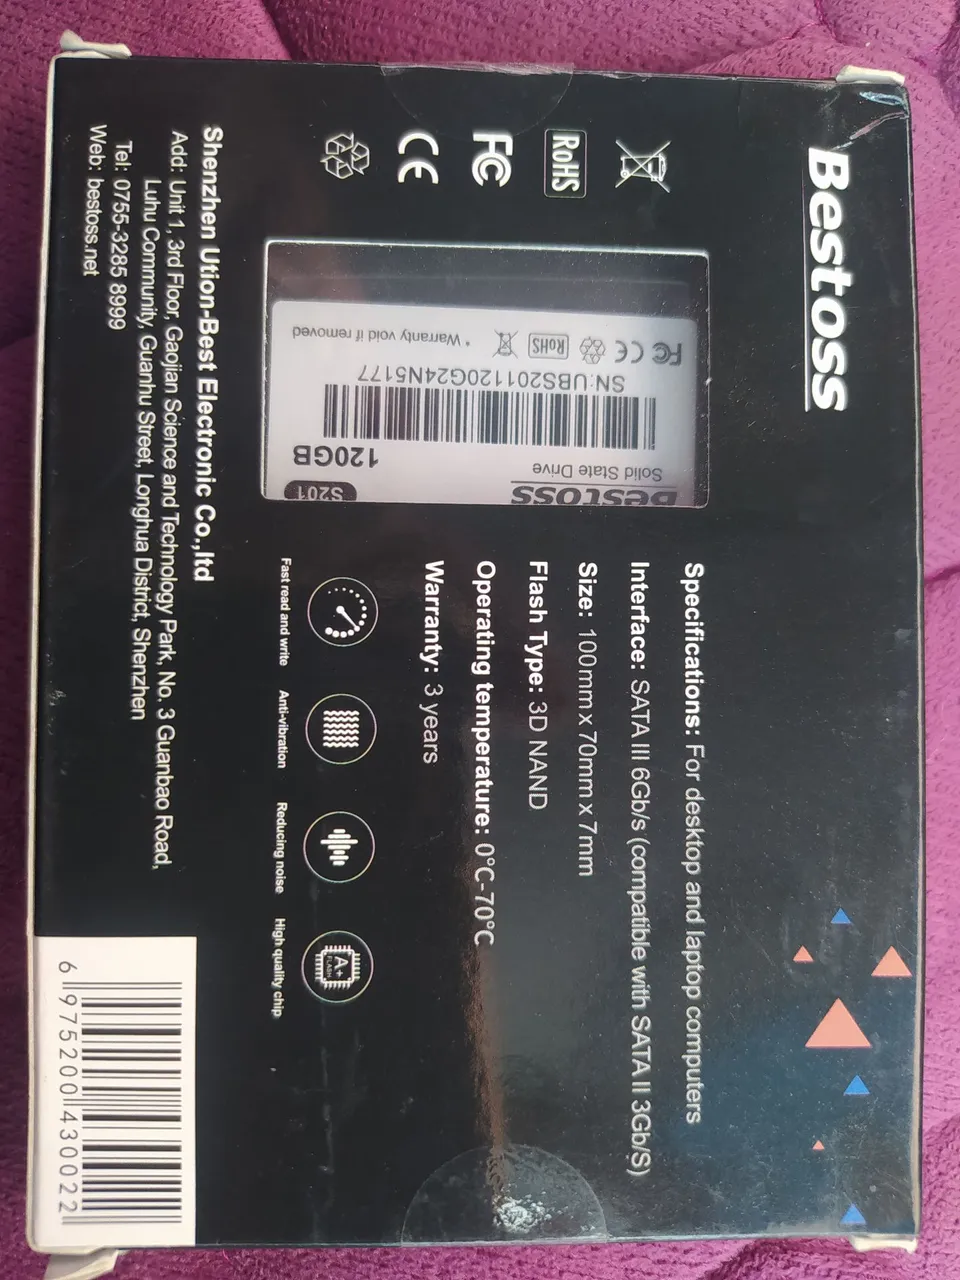 Bestoss
RoHS
FC
CE
Bestoss
Solid State Drive
S201
120GB
SN:UBS201120G24N5177
FC CE RoHS
* Warranty void if removed
Specifications: For desktop and laptop computers
Interface: SATA III 6Gb/s (compatible with SATA II 3Gb/S)
Size: 100mm x 70mm x 7mm
Flash Type: 3D NAND
Operating temperature: 0°C-70°C
Warranty: 3 years
A+
FLASH
Fast read and write
Anti-vibration
Reducing noise
High quality chip
Shenzhen Ution-Best Electronic Co.,ltd
Add: Unit 1, 3rd Floor, Gaojian Science and Technology Park, No. 3 Guanbao Road,
Luhu Community, Guanhu Street, Longhua District, Shenzhen
Tel: 0755-3285 8999
Web: bestoss.net
6 975200 430022